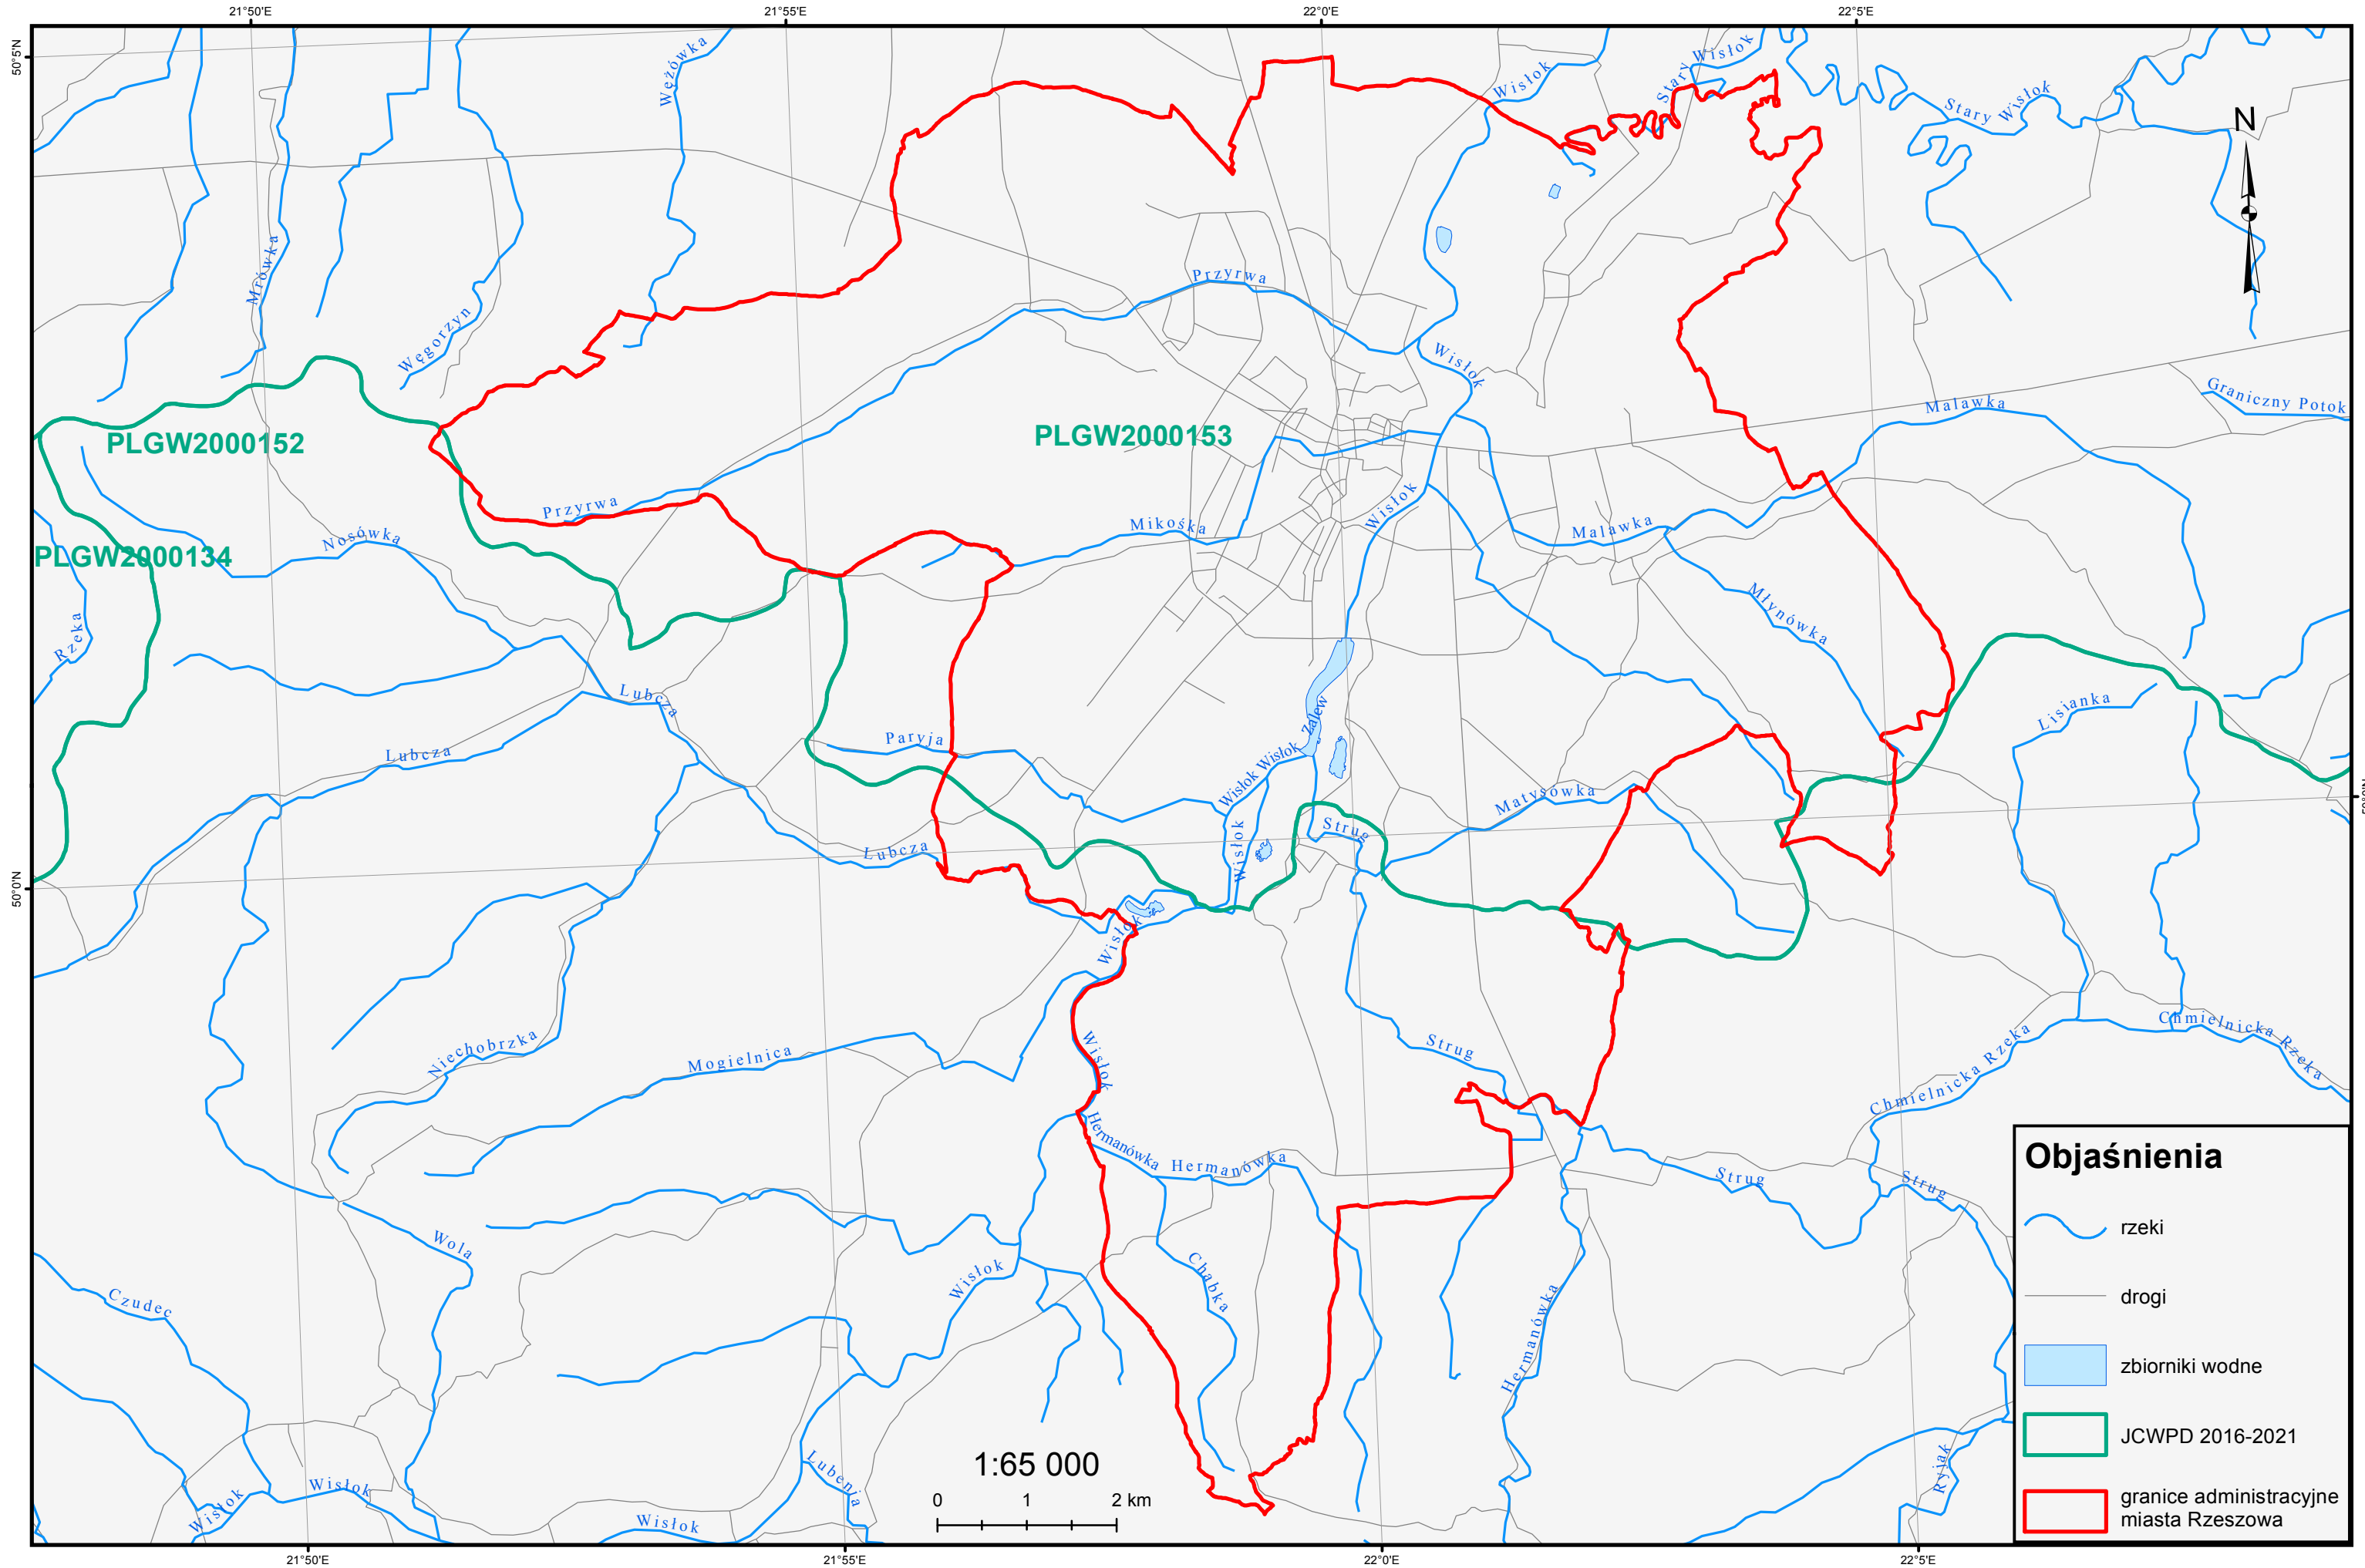 21°50'E 21°55'E 22°0'E 22°5'E
50°5'N
Wężówka
Wisłok
Stary Wisłok
Stary Wisłok
N
Mrówka
Węgorzyn
Przyrwa
Wisłok
Graniczny Potok
Malawka
PLGW2000152
PLGW2000153
Przyrwa
Mikośka
Wisłok
Malawka
Nosówka
PLGW2000134
Rzeka
Młynówka
Lubcza
Lisianka
Zalew
Paryja
Lubcza
Wisłok
Wisłok
Matysówka
Strug
Wisłok
Lubcza
50°0'N
Wisłok
Niechobrzka
Mogielnica
Wisłok
Strug
Chmielnicka Rzeka
Chmielnicka Rzeka
Hermanówka
Hermanówka
Strug
Strug
Wola
Czudec
Wisłok
Chabka
Hermanówka
Lubenia
Ryjak
Wisłok
Wisłok
Wisłok
1:65 000
0 1 2 km
Objaśnienia
rzeki
drogi
zbiorniki wodne
JCWPD 2016-2021
granice administracyjne
miasta Rzeszowa
21°50'E 21°55'E 22°0'E 22°5'E